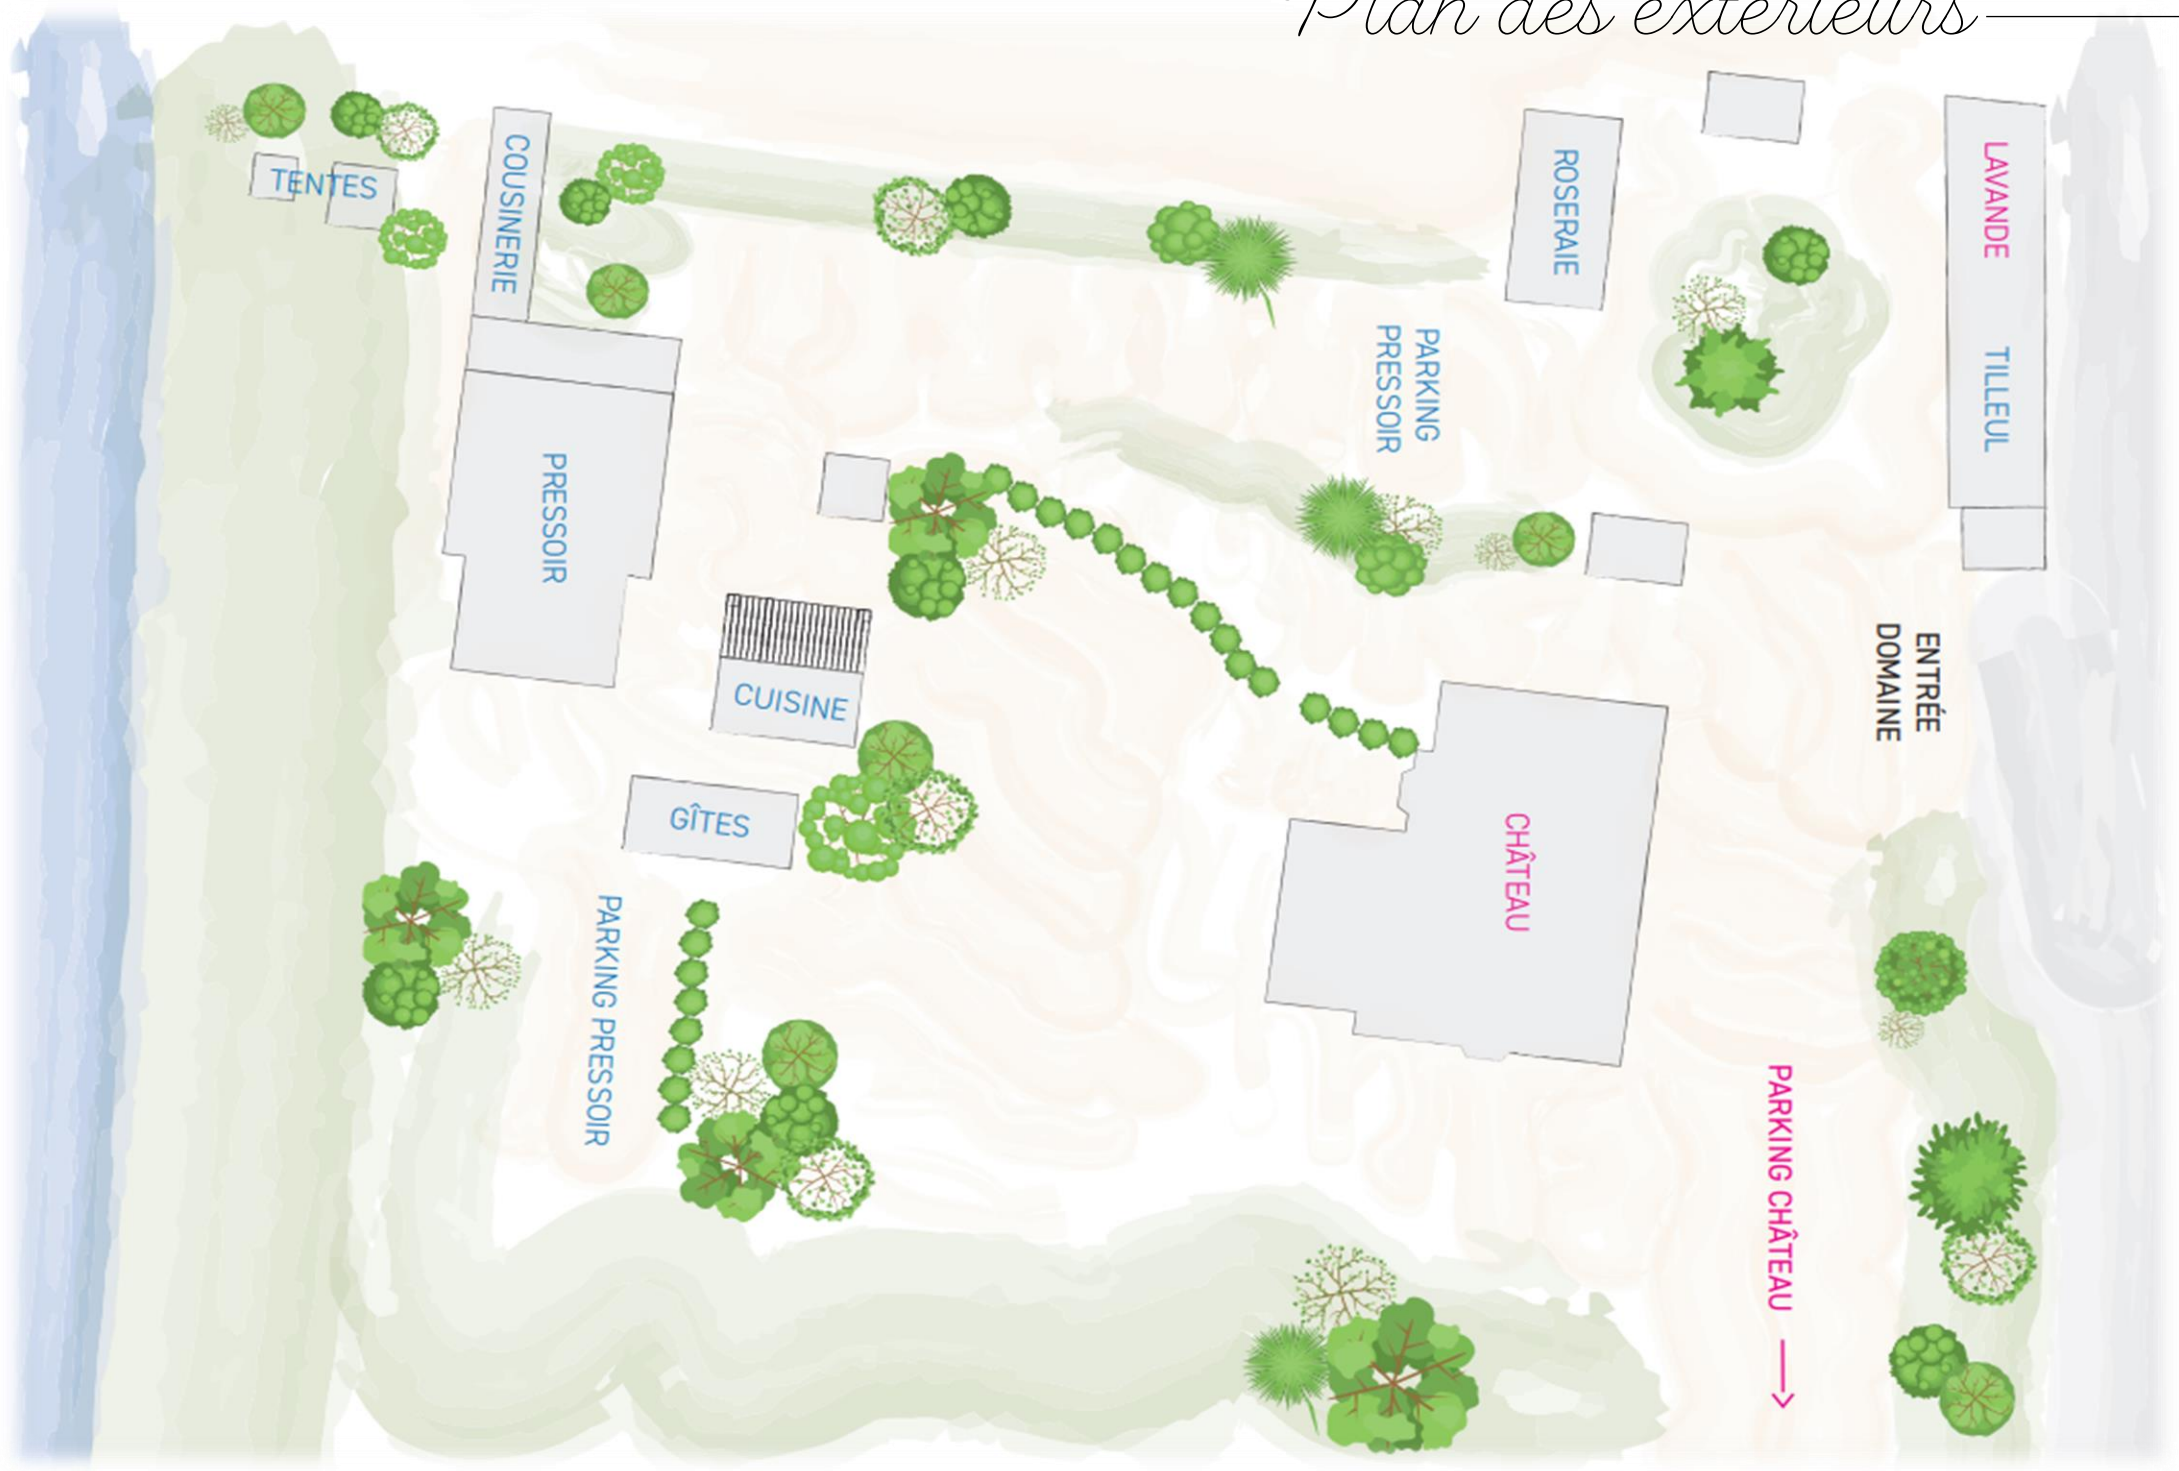 Plan des extérieurs
TENTES
COUSINERIE
ROSERAIE
LAVANDE
TILLEUL
PARKING
PRESSOIR
PRESSOIR
CUISINE
GÎTES
ENTRÉE
DOMAINE
CHÂTEAU
PARKING PRESSOIR
PARKING CHÂTEAU →